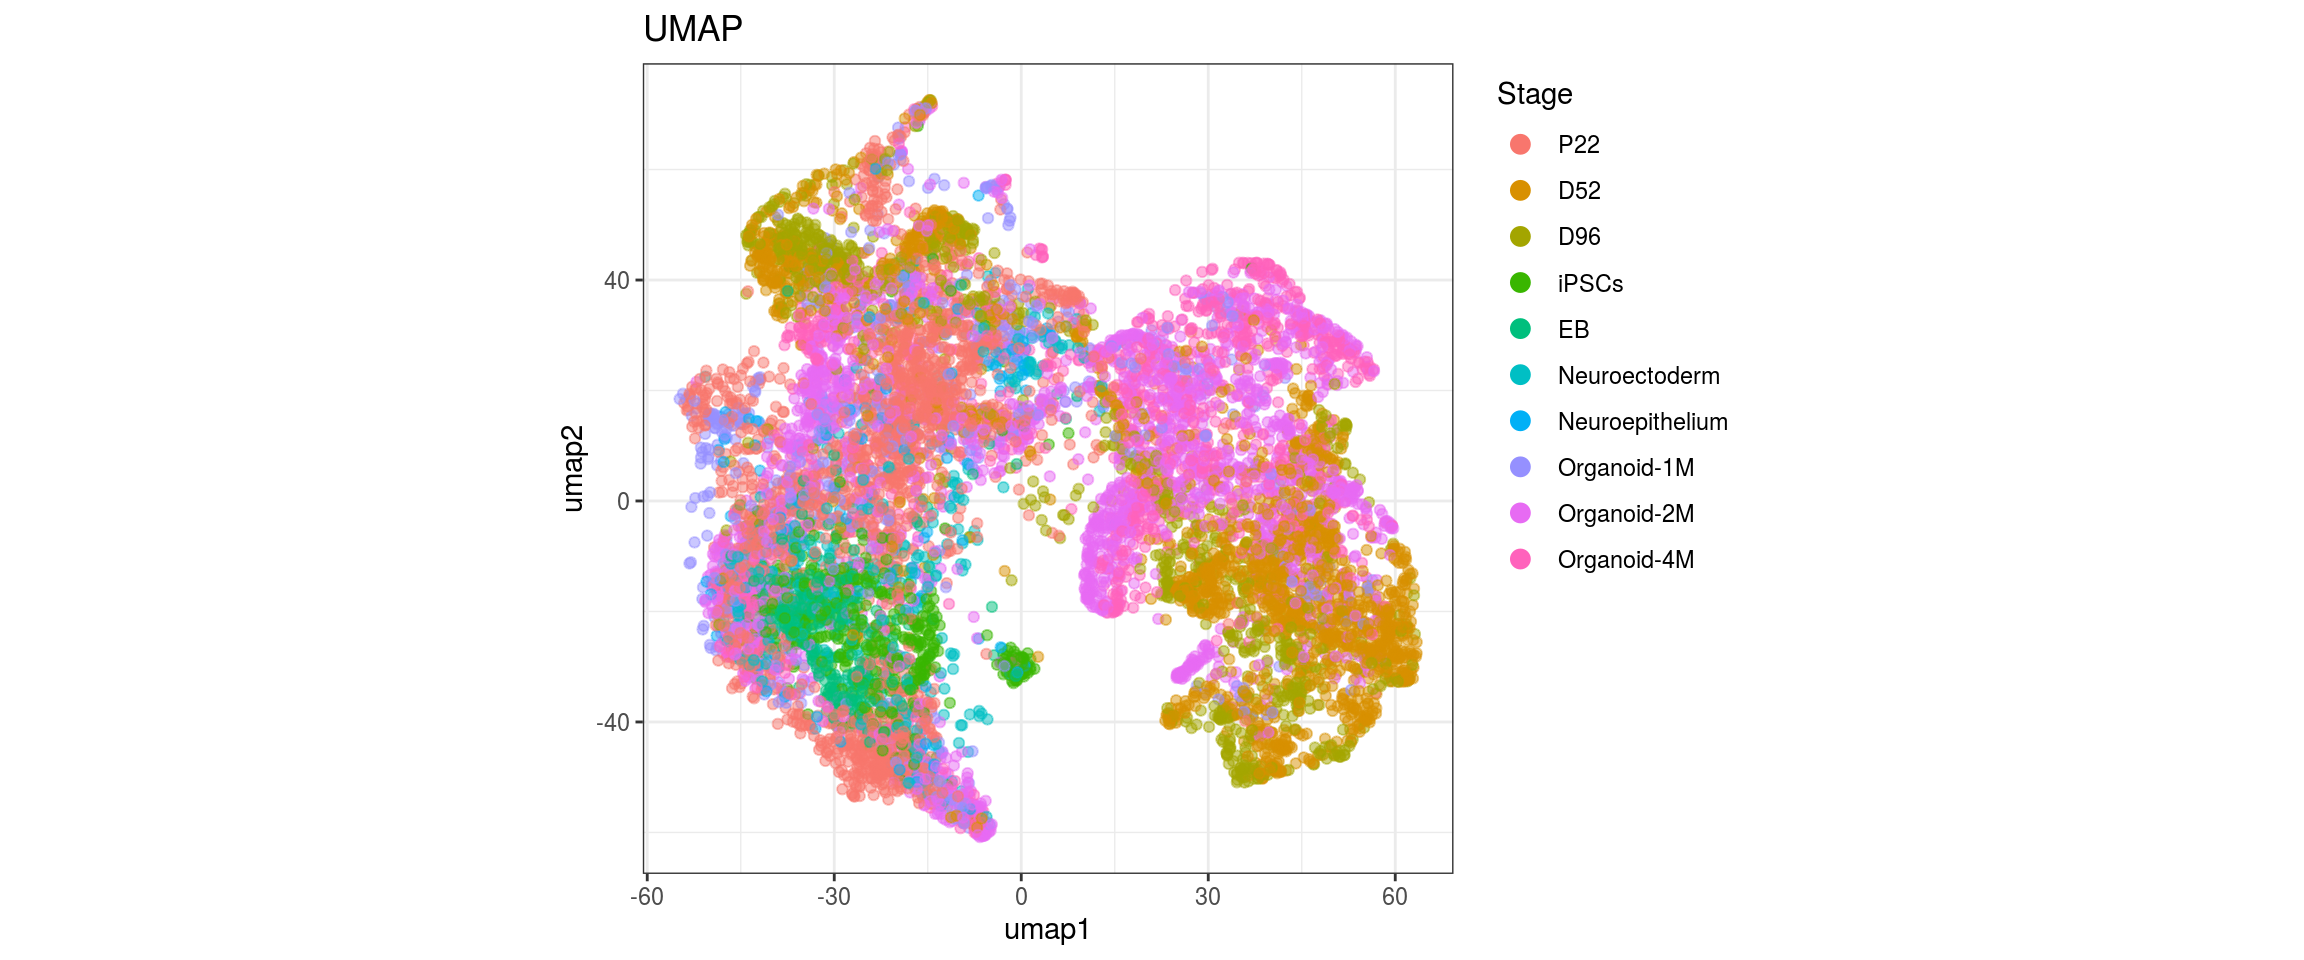 UMAP
umap2
40
0
-40
-60
-30
0
30
60
umap1
Stage
P22
D52
D96
iPSCs
EB
Neuroectoderm
Neuroepithelium
Organoid-1M
Organoid-2M
Organoid-4M